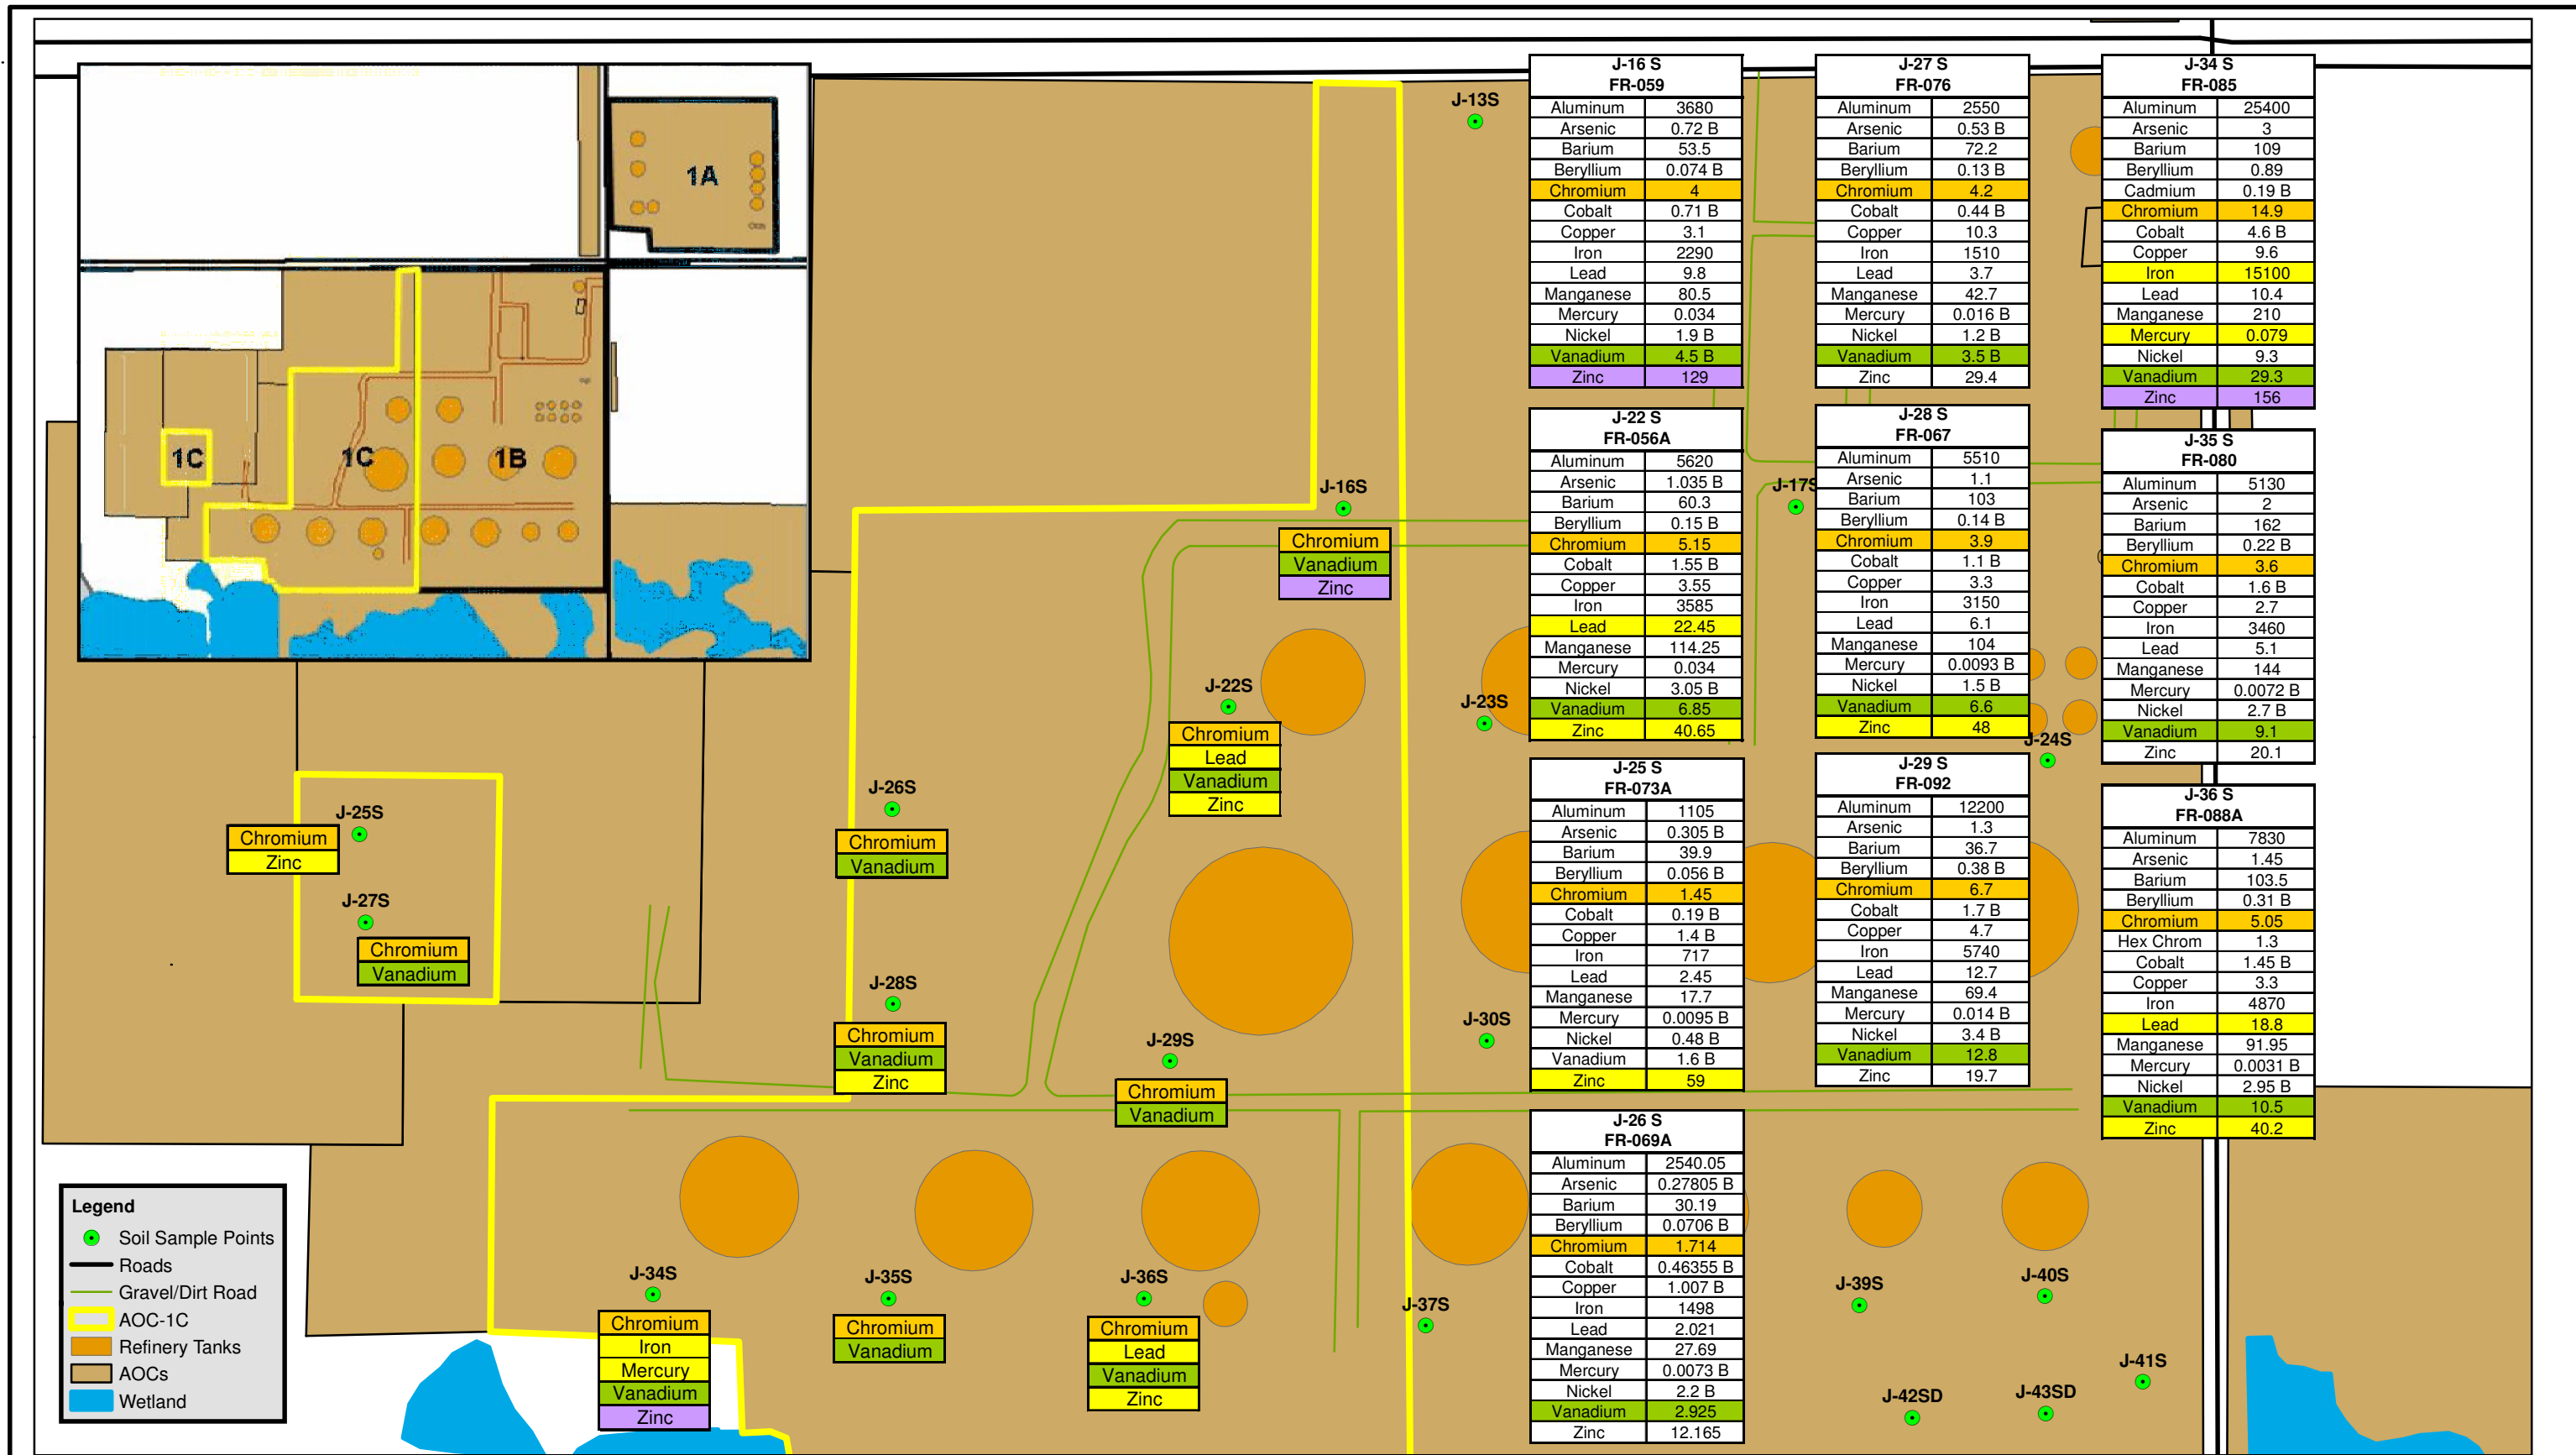 1A
1C
1C
1B
J-13S
J-16S
Chromium
Vanadium
Zinc
J-17S
J-22S
Chromium
Lead
Vanadium
Zinc
J-23S
J-24S
J-25S
Chromium
Zinc
J-26S
Chromium
Vanadium
J-27S
Chromium
Vanadium
J-28S
Chromium
Vanadium
Zinc
J-29S
Chromium
Vanadium
J-30S
J-34S
Chromium
Iron
Mercury
Vanadium
Zinc
J-35S
Chromium
Vanadium
J-36S
Chromium
Lead
Vanadium
Zinc
J-37S
J-39S
J-40S
J-41S
J-42SD
J-43SD
Legend
Soil Sample Points
Roads
Gravel/Dirt Road
AOC-1C
Refinery Tanks
AOCs
Wetland
J-16 S
FR-059
Aluminum 3680
Arsenic 0.72 B
Barium 53.5
Beryllium 0.074 B
Chromium 4
Cobalt 0.71 B
Copper 3.1
Iron 2290
Lead 9.8
Manganese 80.5
Mercury 0.034
Nickel 1.9 B
Vanadium 4.5 B
Zinc 129
J-22 S
FR-056A
Aluminum 5620
Arsenic 1.035 B
Barium 60.3
Beryllium 0.15 B
Chromium 5.15
Cobalt 1.55 B
Copper 3.55
Iron 3585
Lead 22.45
Manganese 114.25
Mercury 0.034
Nickel 3.05 B
Vanadium 6.85
Zinc 40.65
J-25 S
FR-073A
Aluminum 1105
Arsenic 0.305 B
Barium 39.9
Beryllium 0.056 B
Chromium 1.45
Cobalt 0.19 B
Copper 1.4 B
Iron 717
Lead 2.45
Manganese 17.7
Mercury 0.0095 B
Nickel 0.48 B
Vanadium 1.6 B
Zinc 59
J-26 S
FR-069A
Aluminum 2540.05
Arsenic 0.27805 B
Barium 30.19
Beryllium 0.0706 B
Chromium 1.714
Cobalt 0.46355 B
Copper 1.007 B
Iron 1498
Lead 2.021
Manganese 27.69
Mercury 0.0073 B
Nickel 2.2 B
Vanadium 2.925
Zinc 12.165
J-27 S
FR-076
Aluminum 2550
Arsenic 0.53 B
Barium 72.2
Beryllium 0.13 B
Chromium 4.2
Cobalt 0.44 B
Copper 10.3
Iron 1510
Lead 3.7
Manganese 42.7
Mercury 0.016 B
Nickel 1.2 B
Vanadium 3.5 B
Zinc 29.4
J-28 S
FR-067
Aluminum 5510
Arsenic 1.1
Barium 103
Beryllium 0.14 B
Chromium 3.9
Cobalt 1.1 B
Copper 3.3
Iron 3150
Lead 6.1
Manganese 104
Mercury 0.0093 B
Nickel 1.5 B
Vanadium 6.6
Zinc 48
J-29 S
FR-092
Aluminum 12200
Arsenic 1.3
Barium 36.7
Beryllium 0.38 B
Chromium 6.7
Cobalt 1.7 B
Copper 4.7
Iron 5740
Lead 12.7
Manganese 69.4
Mercury 0.014 B
Nickel 3.4 B
Vanadium 12.8
Zinc 19.7
J-34 S
FR-085
Aluminum 25400
Arsenic 3
Barium 109
Beryllium 0.89
Cadmium 0.19 B
Chromium 14.9
Cobalt 4.6 B
Copper 9.6
Iron 15100
Lead 10.4
Manganese 210
Mercury 0.079
Nickel 9.3
Vanadium 29.3
Zinc 156
J-35 S
FR-080
Aluminum 5130
Arsenic 2
Barium 162
Beryllium 0.22 B
Chromium 3.6
Cobalt 1.6 B
Copper 2.7
Iron 3460
Lead 5.1
Manganese 144
Mercury 0.0072 B
Nickel 2.7 B
Vanadium 9.1
Zinc 20.1
J-36 S
FR-088A
Aluminum 7830
Arsenic 1.45
Barium 103.5
Beryllium 0.31 B
Chromium 5.05
Hex Chrom 1.3
Cobalt 1.45 B
Copper 3.3
Iron 4870
Lead 18.8
Manganese 91.95
Mercury 0.0031 B
Nickel 2.95 B
Vanadium 10.5
Zinc 40.2